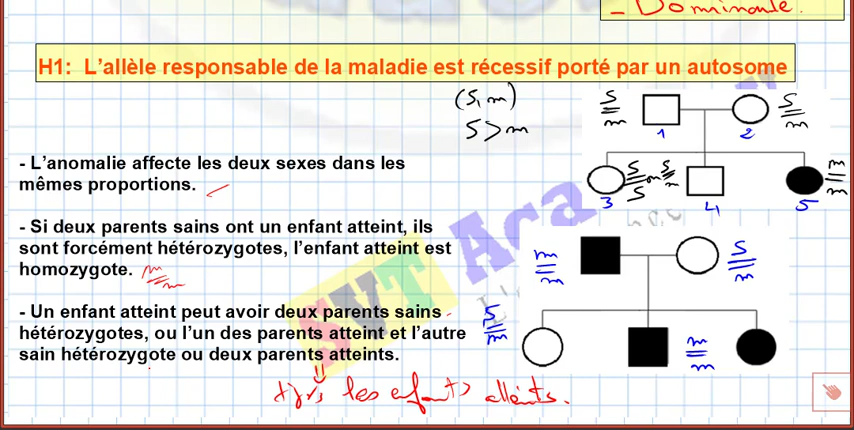 - Dominante.
H1: L'allèle responsable de la maladie est récessif porté par un autosome
(S, m)
S > m
S
m
S
m
1
2
- L'anomalie affecte les deux sexes dans les
mêmes proportions.
S
S
ou
S
m
m
m
3
4
5
- Si deux parents sains ont un enfant atteint, ils
sont forcément hétérozygotes, l'enfant atteint est
homozygote.
m
m
m
m
S
m
- Un enfant atteint peut avoir deux parents sains
hétérozygotes, ou l'un des parents atteint et l'autre
sain hétérozygote ou deux parents atteints.
S
m
m
m
les enfants atteints.
SVT Aca